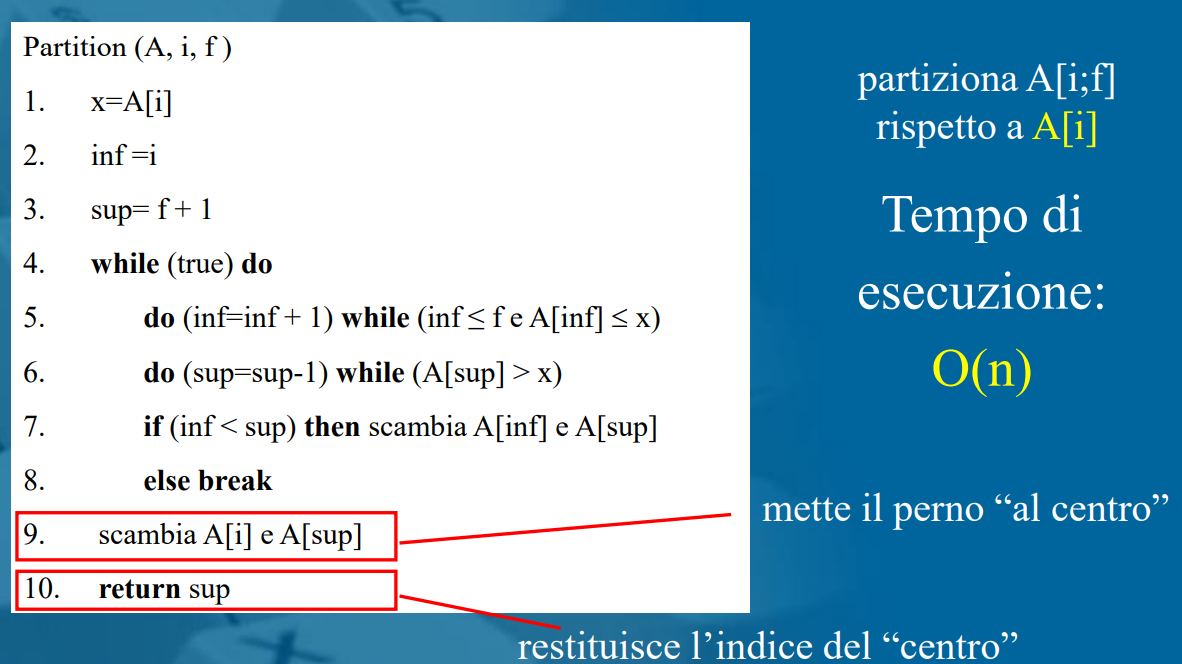 Partition (A, i, f )
1. x=A[i]
2. inf =i
3. sup= f + 1
4. while (true) do
5. do (inf=inf + 1) while (inf ≤ f e A[inf] ≤ x)
6. do (sup=sup-1) while (A[sup] > x)
7. if (inf < sup) then scambia A[inf] e A[sup]
8. else break
9. scambia A[i] e A[sup]
10. return sup
partiziona A[i;f]
rispetto a A[i]
Tempo di
esecuzione:
O(n)
mette il perno “al centro”
restituisce l’indice del “centro”